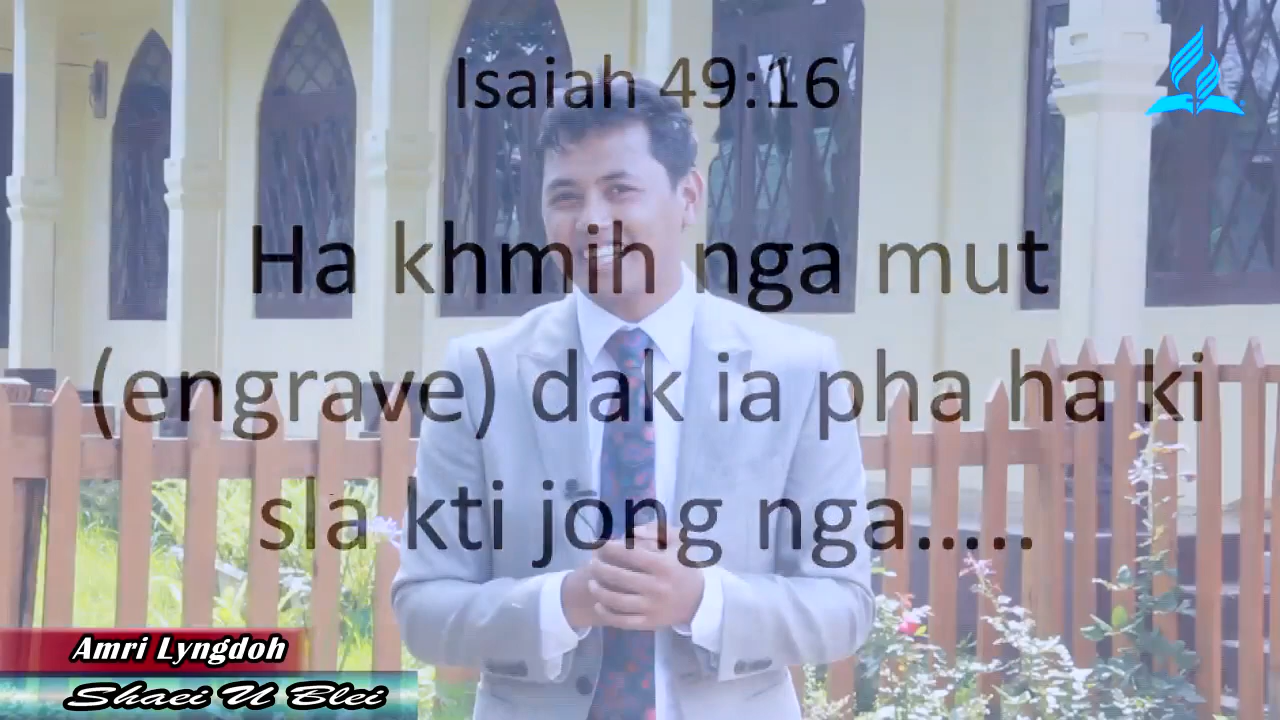 Isaiah 49:16
Ha khmih nga mut
(engrave) dak ia pha ha ki
sla kti jong nga.....
Amri Lyngdoh
Shaei U Blei